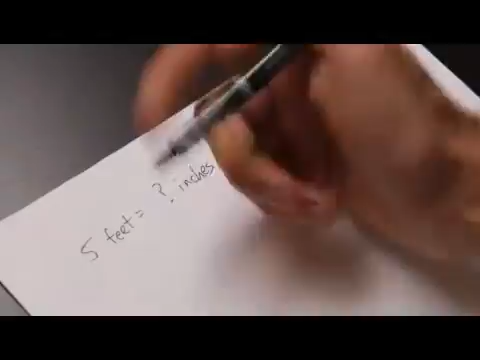 5 feet = ? inches